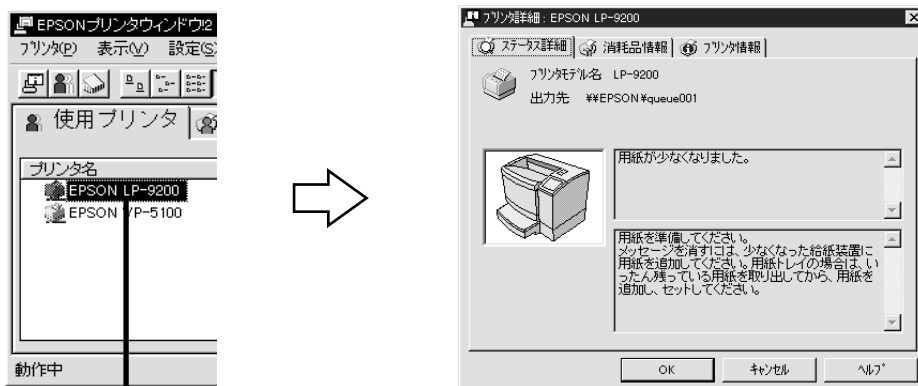 EPSONプリンタウィンドウ!2
プリンタ(P) 表示(V) 設定(S)
使用プリンタ
プリンタ名
EPSON LP-9200
EPSON VP-5100
動作中
プリンタ詳細 : EPSON LP-9200
ステータス詳細 消耗品情報 プリンタ情報
プリンタモデル名 LP-9200
出力先 ¥¥EPSON¥queue001
用紙が少なくなりました。
用紙を準備してください。
メッセージを消すには、少なくなった給紙装置に
用紙を追加してください。用紙トレイの場合は、い
ったん残っている用紙を取り出してから、用紙を
追加し、セットしてください。
OK キャンセル ヘルプ